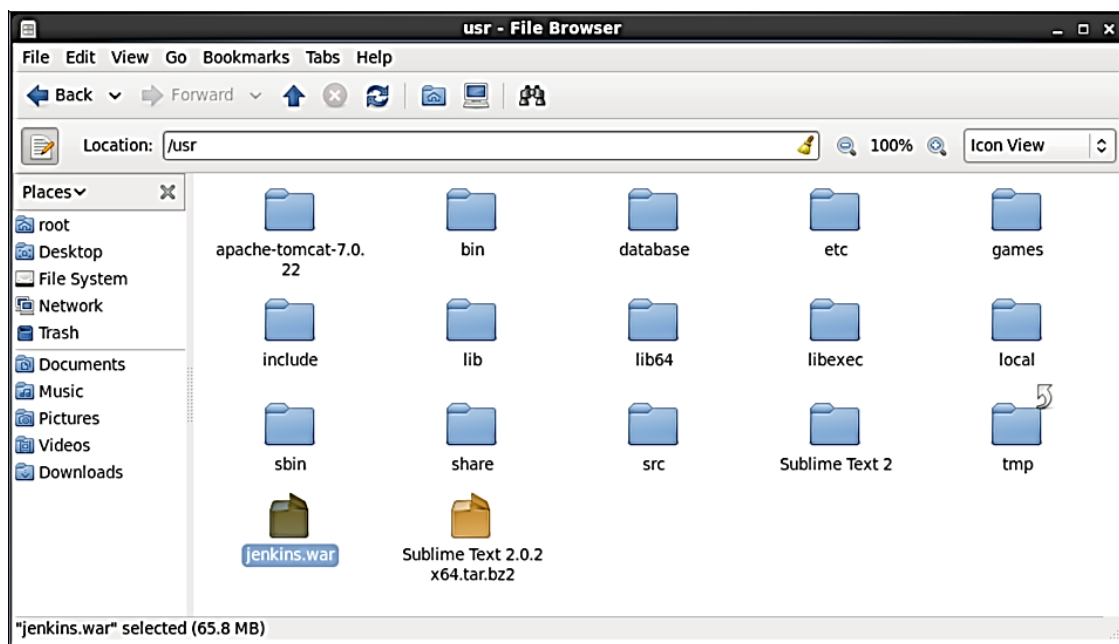 usr - File Browser
File Edit View Go Bookmarks Tabs Help
Back Forward
Location: /usr 100% Icon View
Places
root
Desktop
File System
Network
Trash
Documents
Music
Pictures
Videos
Downloads
apache-tomcat-7.0.
22
bin
database
etc
games
include
lib
lib64
libexec
local
sbin
share
src
Sublime Text 2
tmp
jenkins.war
Sublime Text 2.0.2
x64.tar.bz2
"jenkins.war" selected (65.8 MB)